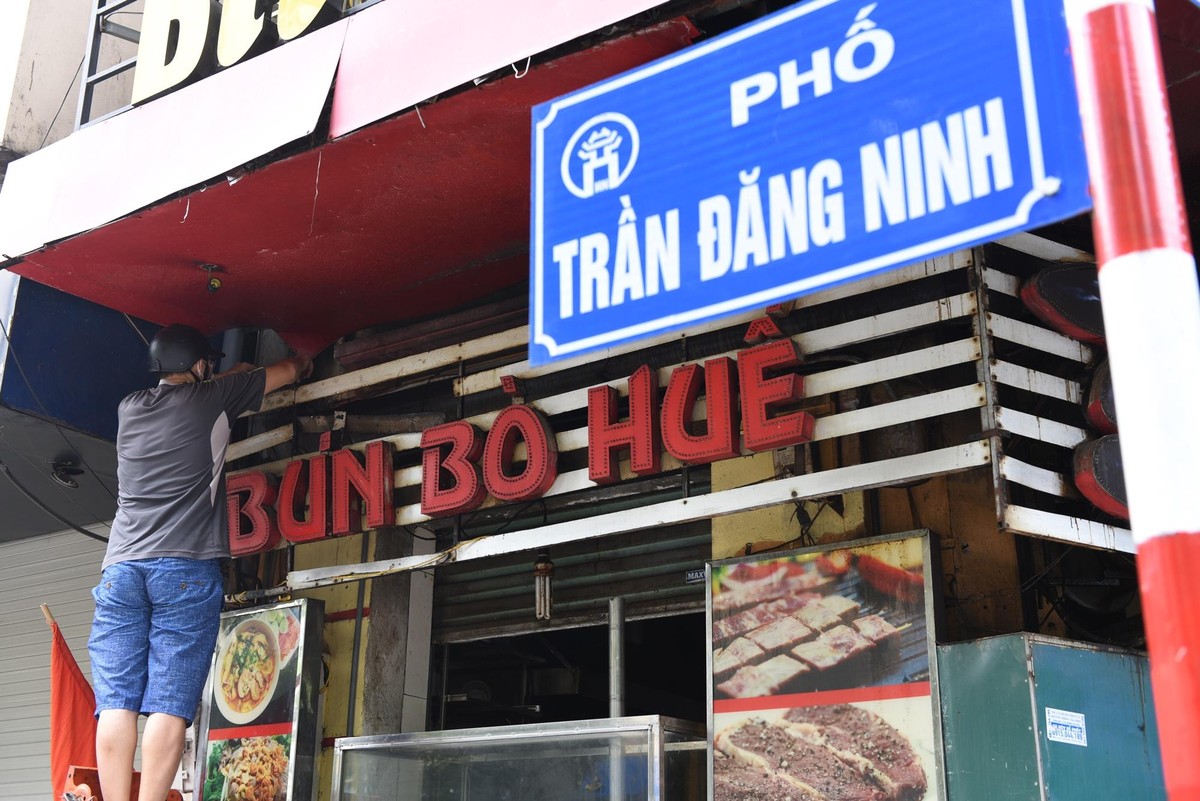 PHỐ
TRẦN ĐĂNG NINH
BÚN BÒ HUẾ